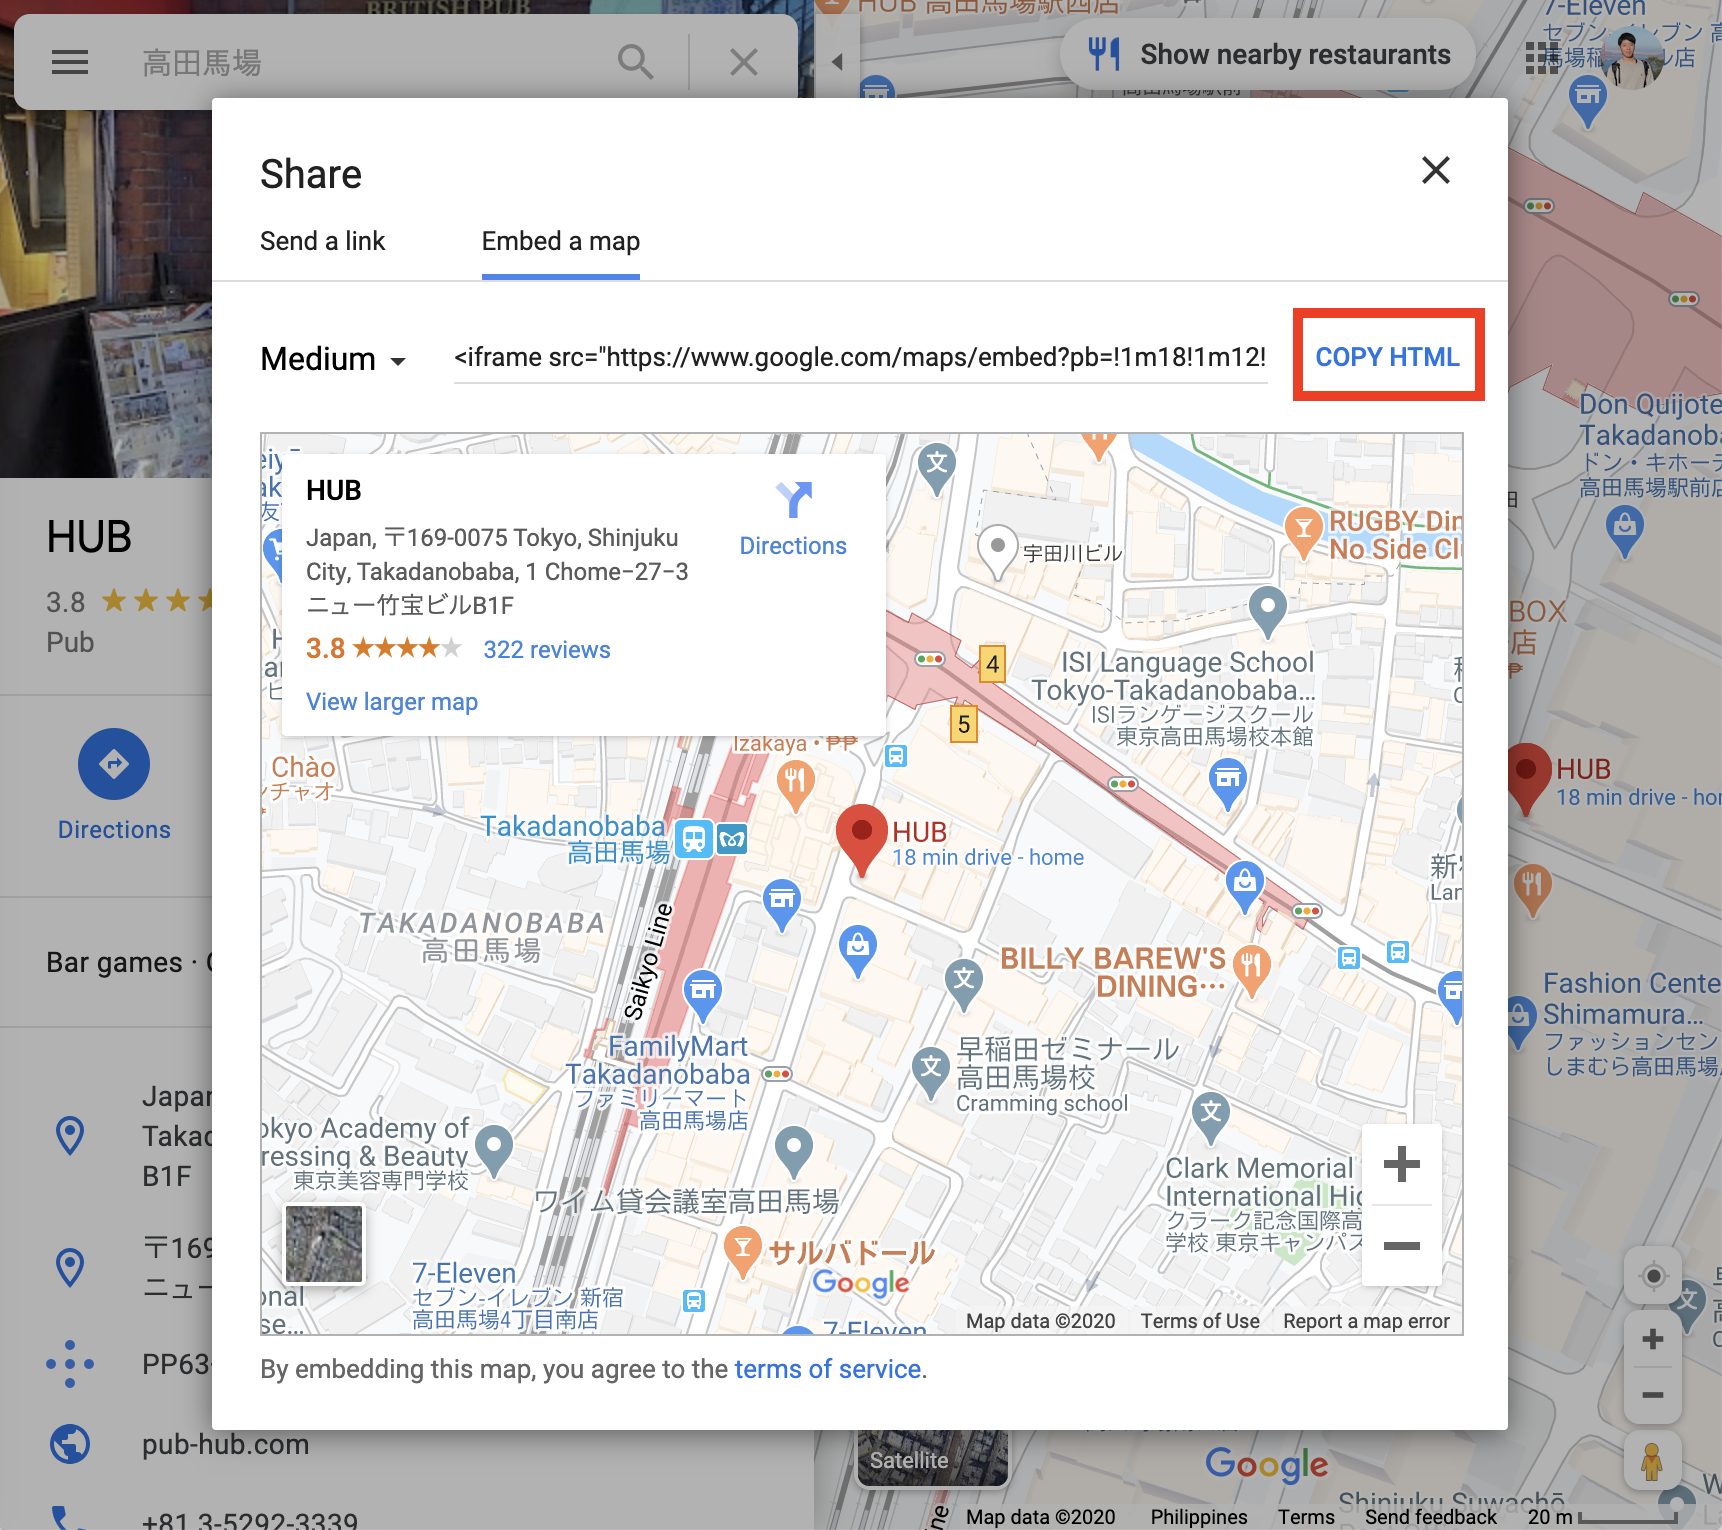 BRITISH PUB
高田馬場
HUB 高田馬場駅西店
Show nearby restaurants
7-Eleven
Share
Send a link
Embed a map
Medium
<iframe src="https://www.google.com/maps/embed?pb=!1m18!1m12!
COPY HTML
HUB
Japan, 〒169-0075 Tokyo, Shinjuku
City, Takadanobaba, 1 Chome−27−3
ニュー竹宝ビルB1F
3.8
322 reviews
View larger map
Directions
宇田川ビル
RUGBY Din
No Side Cl
4
5
ISI Language School
Tokyo-Takadanobaba...
ISIランゲージスクール
東京高田馬場校本館
Izakaya • ₱₱
Chào
チャオ
Takadanobaba
高田馬場
HUB
18 min drive - home
TAKADANOBABA
高田馬場
Saikyo Line
BILLY BAREW'S
DINING…
FamilyMart
Takadanobaba
ファミリーマート
高田馬場店
早稲田ゼミナール
高田馬場校
Cramming school
okyo Academy of
ressing & Beauty
東京美容専門学校
ワイム貸会議室高田馬場
Clark Memorial
International Hig
クラーク記念国際高
学校 東京キャンパス
サルバドール
Google
7-Eleven
セブン-イレブン 新宿
高田馬場4丁目南店
onal
se...
7-Eleven
Map data ©2020
Terms of Use
Report a map error
By embedding this map, you agree to the terms of service.
HUB
3.8
Pub
Directions
Bar games ·
Japan
Takad
B1F
〒169
ニュー
PP63
pub-hub.com
+81 3-5292-3339
Don Quijote
Takadanoba
ドン・キホーテ
高田馬場駅前店
BOX
店
HUB
18 min drive - hom
Fashion Cente
Shimamura...
ファッションセン
しまむら高田馬場
Satellite
Google
Shinjuku Suwachō
Map data ©2020
Philippines
Terms
Send feedback
20 m